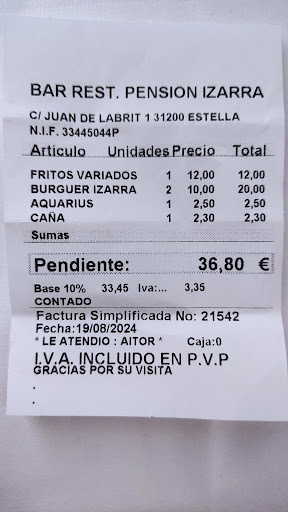 BAR REST. PENSION IZARRA
C/ JUAN DE LABRIT 1 31200 ESTELLA
N.I.F. 33445044P
Articulo Unidades Precio Total
FRITOS VARIADOS 1 12,00 12,00
BURGUER IZARRA 2 10,00 20,00
AQUARIUS 1 2,50 2,50
CAÑA 1 2,30 2,30
Sumas
Pendiente: 36,80 €
Base 10% 33,45 Iva:... 3,35
CONTADO
Factura Simplificada No: 21542
Fecha:19/08/2024
* LE ATENDIO : AITOR * Caja:0
I.V.A. INCLUIDO EN P.V.P
GRACIAS POR SU VISITA
.
.